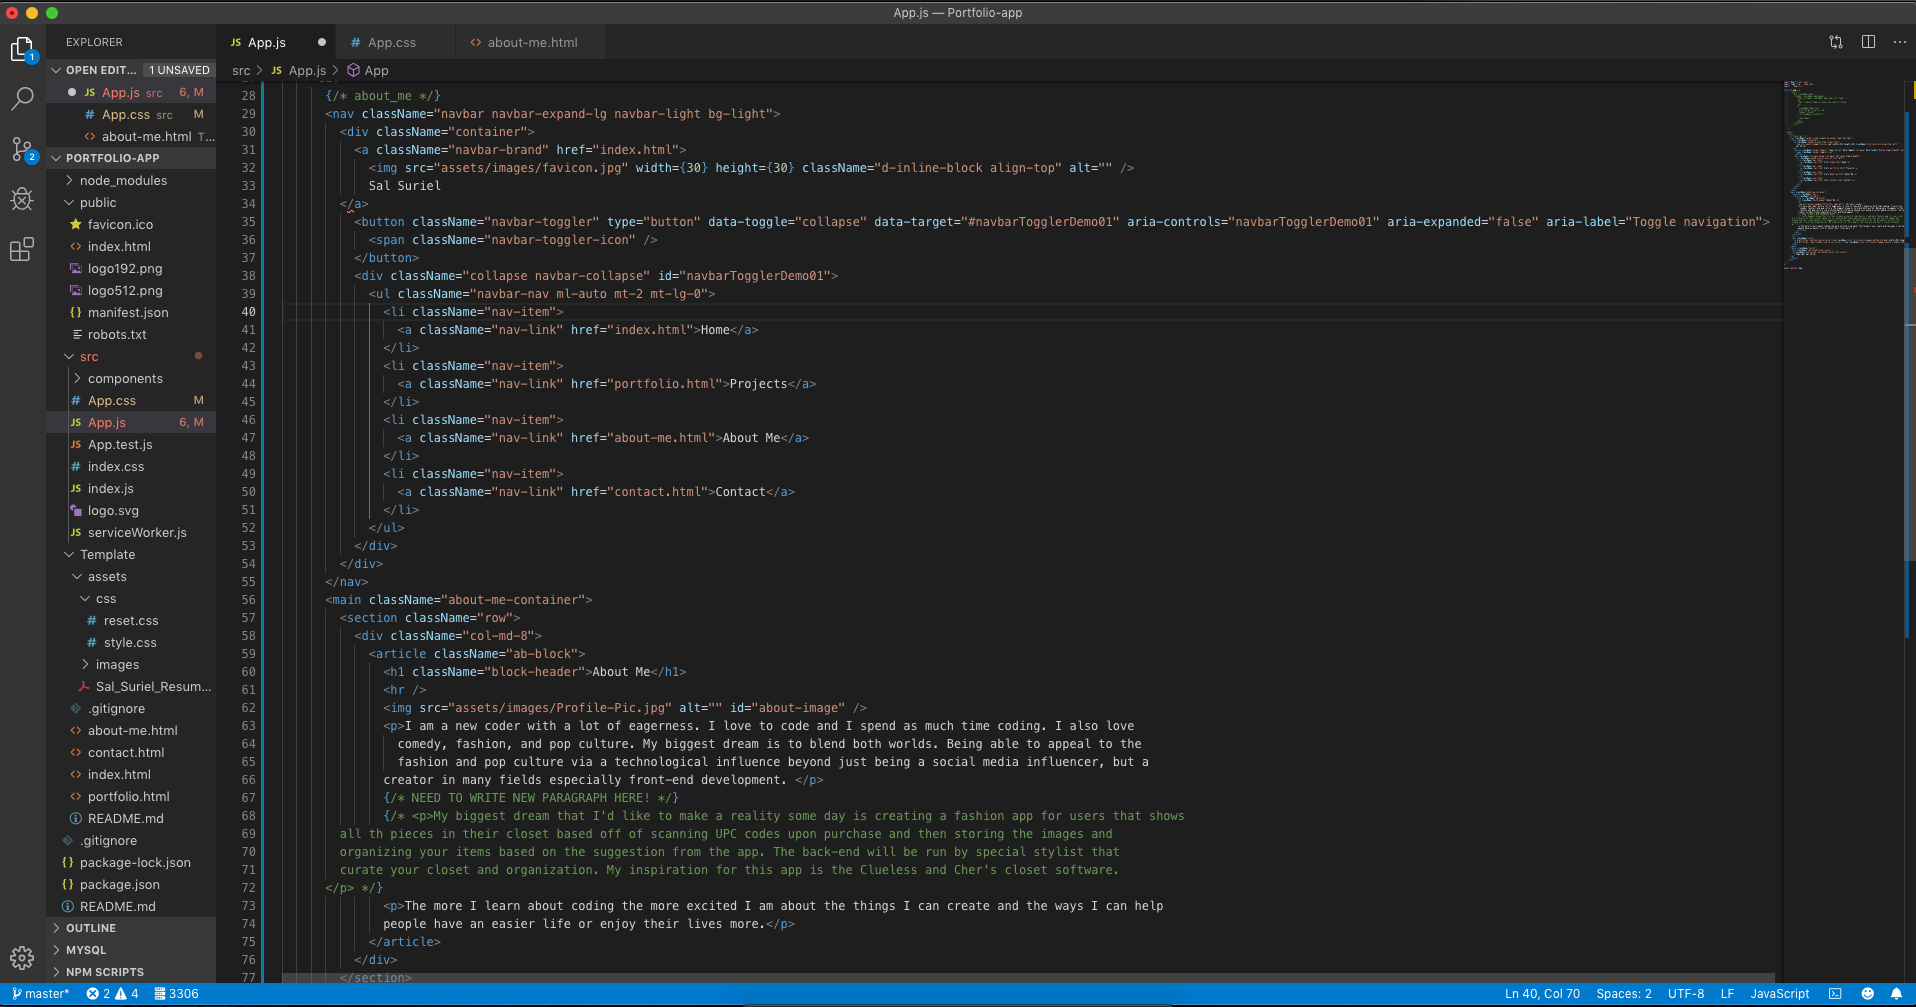 App.js — Portfolio-app
EXPLORER
OPEN EDIT... 1 UNSAVED
App.js src 6, M
App.css src M
about-me.html T...
PORTFOLIO-APP
node_modules
public
favicon.ico
index.html
logo192.png
logo512.png
manifest.json
robots.txt
src
components
App.css M
App.js 6, M
App.test.js
index.css
index.js
logo.svg
serviceWorker.js
Template
assets
css
reset.css
style.css
images
Sal_Suriel_Resum...
.gitignore
about-me.html
contact.html
index.html
portfolio.html
README.md
.gitignore
package-lock.json
package.json
README.md
OUTLINE
MYSQL
NPM SCRIPTS
JS App.js # App.css <> about-me.html
src > JS App.js > App
28 {/* about_me */}
29 <nav className="navbar navbar-expand-lg navbar-light bg-light">
30 <div className="container">
31 <a className="navbar-brand" href="index.html">
32 <img src="assets/images/favicon.jpg" width={30} height={30} className="d-inline-block align-top" alt="" />
33 Sal Suriel
34 </a>
35 <button className="navbar-toggler" type="button" data-toggle="collapse" data-target="#navbarTogglerDemo01" aria-controls="navbarTogglerDemo01" aria-expanded="false" aria-label="Toggle navigation">
36 <span className="navbar-toggler-icon" />
37 </button>
38 <div className="collapse navbar-collapse" id="navbarTogglerDemo01">
39 <ul className="navbar-nav ml-auto mt-2 mt-lg-0">
40 <li className="nav-item">
41 <a className="nav-link" href="index.html">Home</a>
42 </li>
43 <li className="nav-item">
44 <a className="nav-link" href="portfolio.html">Projects</a>
45 </li>
46 <li className="nav-item">
47 <a className="nav-link" href="about-me.html">About Me</a>
48 </li>
49 <li className="nav-item">
50 <a className="nav-link" href="contact.html">Contact</a>
51 </li>
52 </ul>
53 </div>
54 </div>
55 </nav>
56 <main className="about-me-container">
57 <section className="row">
58 <div className="col-md-8">
59 <article className="ab-block">
60 <h1 className="block-header">About Me</h1>
61 <hr />
62 <img src="assets/images/Profile-Pic.jpg" alt="" id="about-image" />
63 <p>I am a new coder with a lot of eagerness. I love to code and I spend as much time coding. I also love
64 comedy, fashion, and pop culture. My biggest dream is to blend both worlds. Being able to appeal to the
65 fashion and pop culture via a technological influence beyond just being a social media influencer, but a
66 creator in many fields especially front-end development. </p>
67 {/* NEED TO WRITE NEW PARAGRAPH HERE! */}
68 {/* <p>My biggest dream that I'd like to make a reality some day is creating a fashion app for users that shows
69 all th pieces in their closet based off of scanning UPC codes upon purchase and then storing the images and
70 organizing your items based on the suggestion from the app. The back-end will be run by special stylist that
71 curate your closet and organization. My inspiration for this app is the Clueless and Cher's closet software.
72 </p> */}
73 <p>The more I learn about coding the more excited I am about the things I can create and the ways I can help
74 people have an easier life or enjoy their lives more.</p>
75 </article>
76 </div>
77 </section>
master* 2 4 3306 Ln 40, Col 70 Spaces: 2 UTF-8 LF JavaScript